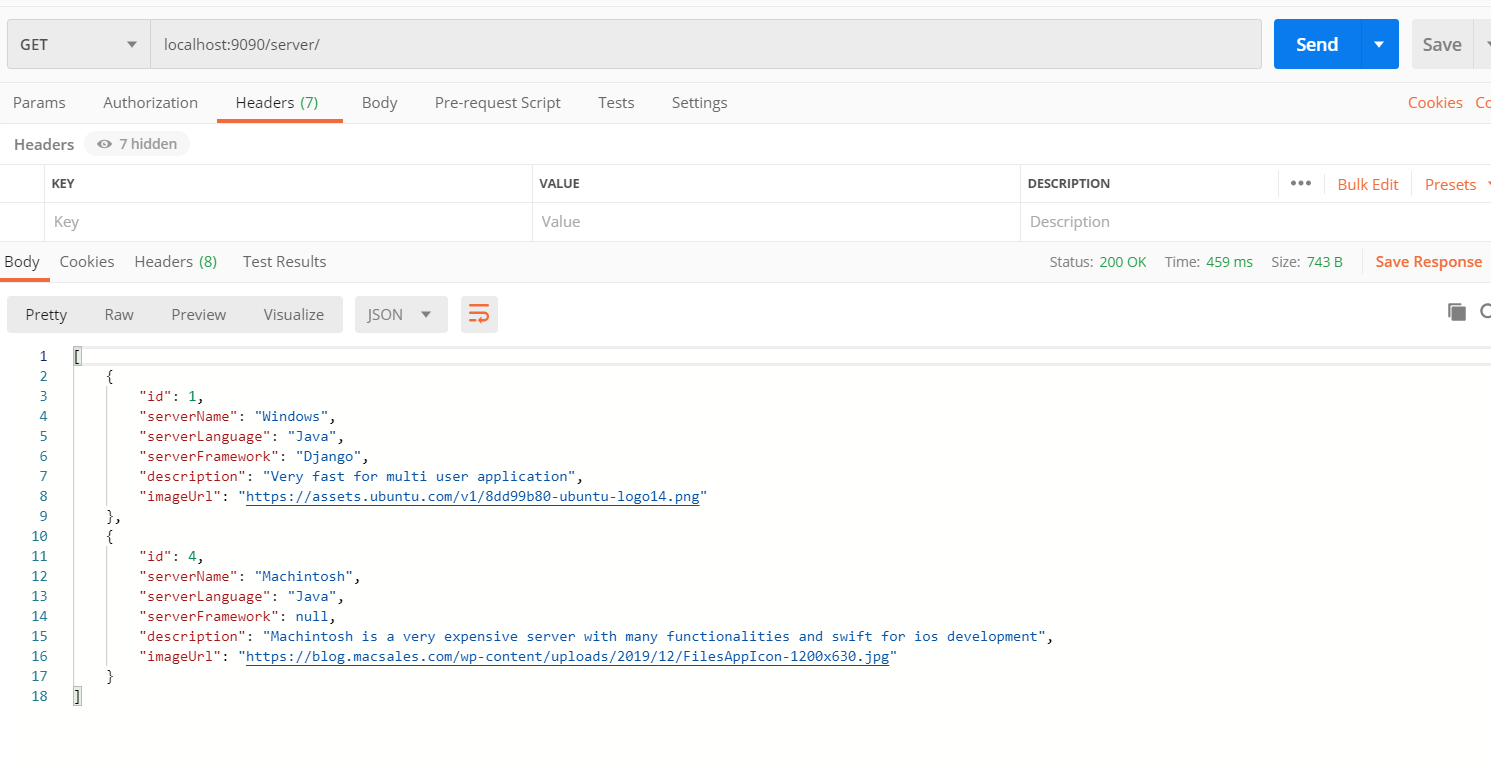 GET localhost:9090/server/ Send Save
Params Authorization Headers (7) Body Pre-request Script Tests Settings Cookies Co
Headers 7 hidden
KEY VALUE DESCRIPTION ••• Bulk Edit Presets
Key Value Description
Body Cookies Headers (8) Test Results Status: 200 OK Time: 459 ms Size: 743 B Save Response
Pretty Raw Preview Visualize JSON
1 [
2 {
3 "id": 1,
4 "serverName": "Windows",
5 "serverLanguage": "Java",
6 "serverFramework": "Django",
7 "description": "Very fast for multi user application",
8 "imageUrl": "https://assets.ubuntu.com/v1/8dd99b80-ubuntu-logo14.png"
9 },
10 {
11 "id": 4,
12 "serverName": "Machintosh",
13 "serverLanguage": "Java",
14 "serverFramework": null,
15 "description": "Machintosh is a very expensive server with many functionalities and swift for ios development",
16 "imageUrl": "https://blog.macsales.com/wp-content/uploads/2019/12/FilesAppIcon-1200x630.jpg"
17 }
18 ]